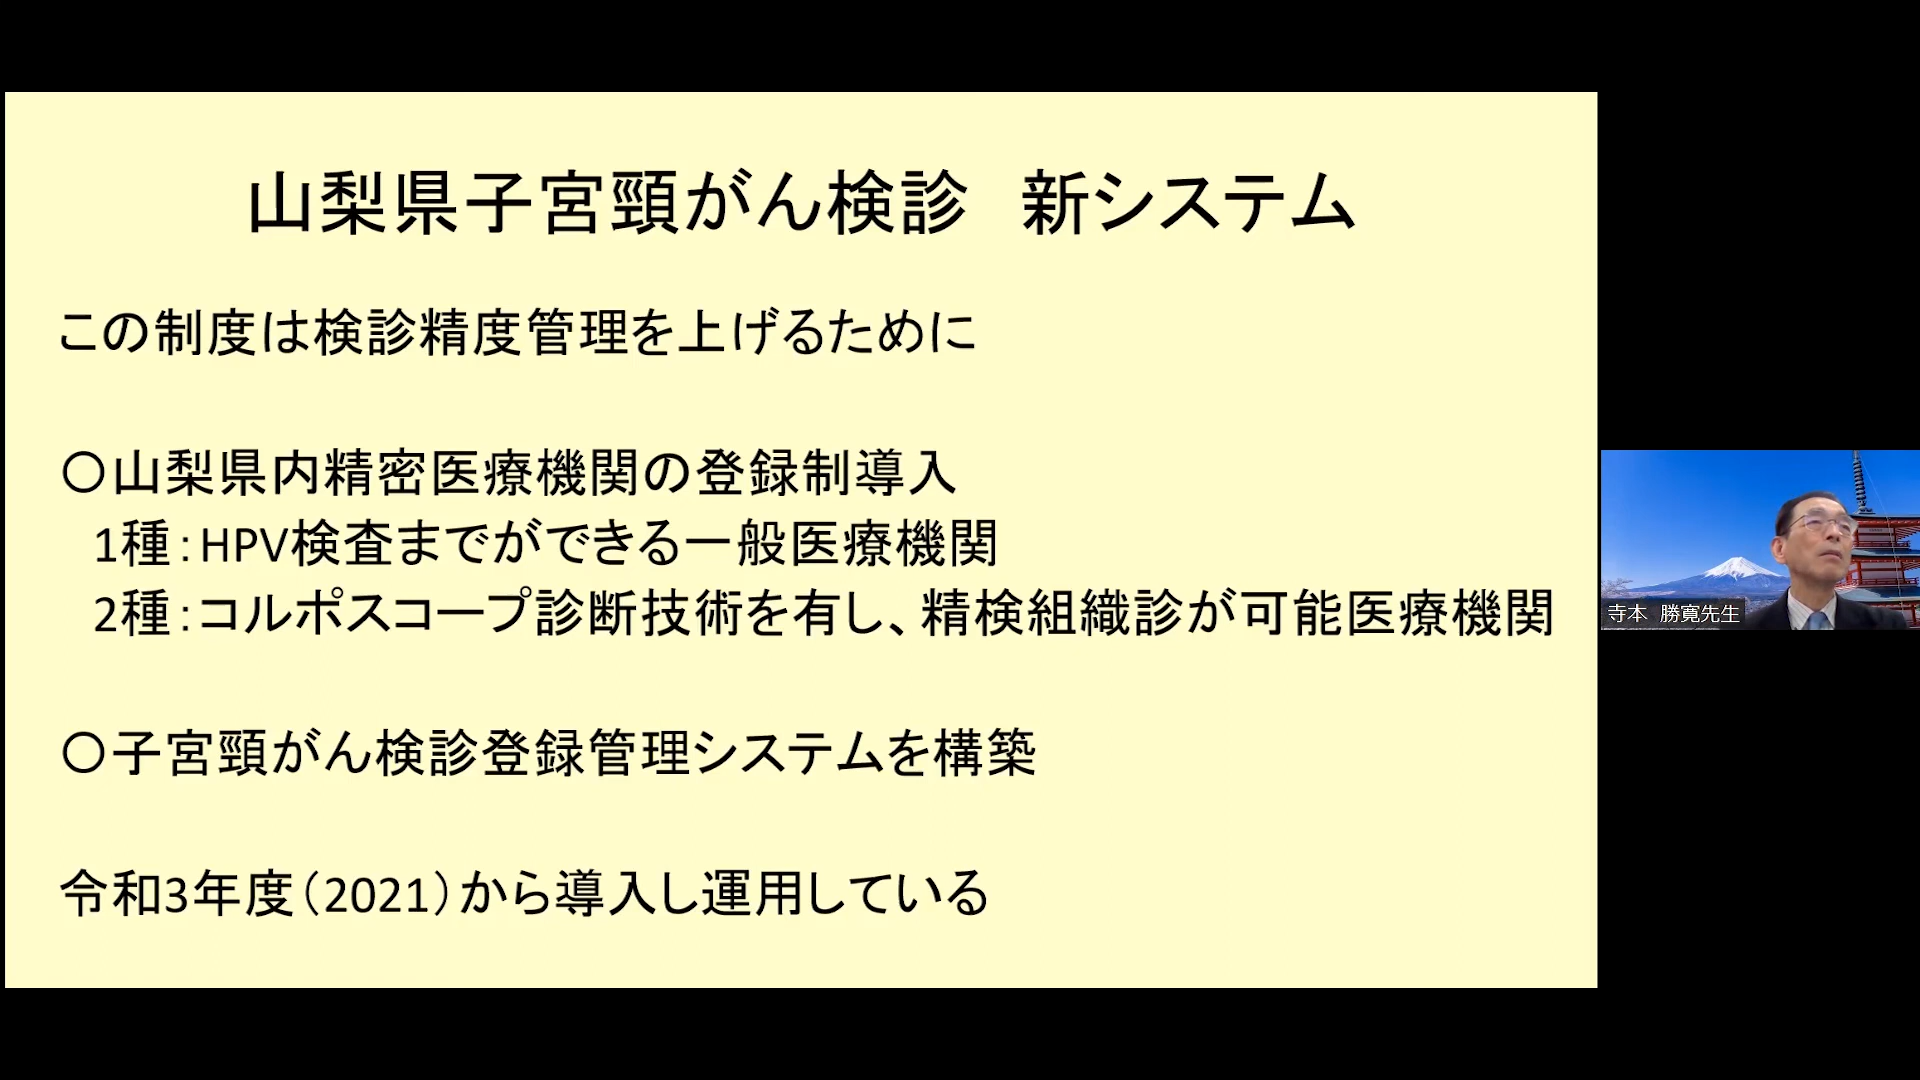 山梨県子宮頸がん検診　新システム
この制度は検診精度管理を上げるために
〇山梨県内精密医療機関の登録制導入
1種：HPV検査までができる一般医療機関
2種：コルポスコープ診断技術を有し、精検組織診が可能医療機関
〇子宮頸がん検診登録管理システムを構築
令和3年度（2021）から導入し運用している
寺本　勝寛先生